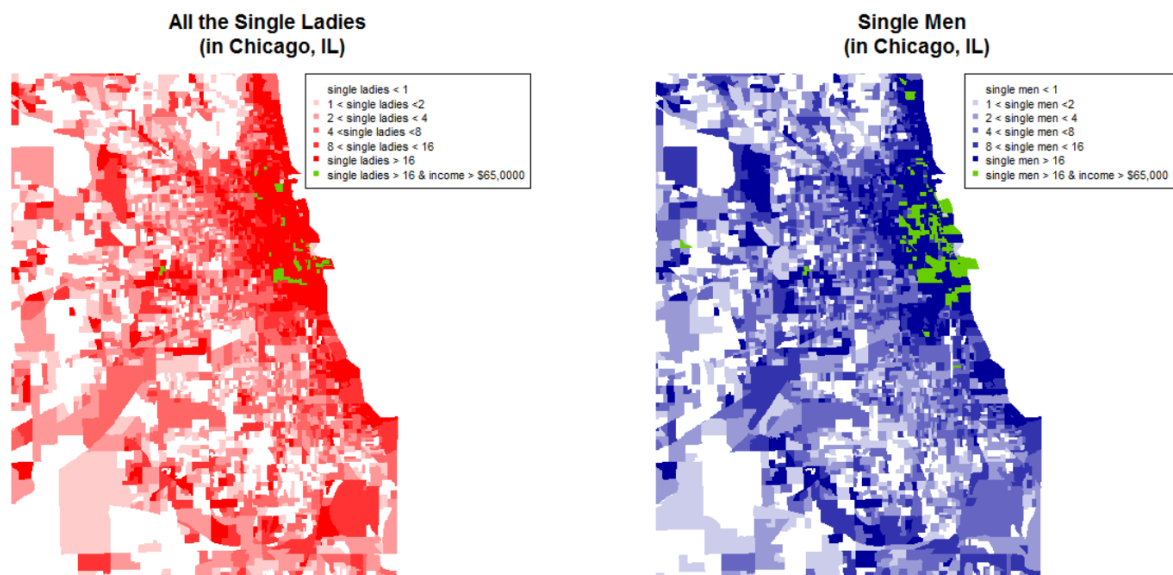 All the Single Ladies
(in Chicago, IL)
single ladies < 1
1 < single ladies <2
2 < single ladies < 4
4 <single ladies <8
8 < single ladies < 16
single ladies > 16
single ladies > 16 & income > $65,0000
Single Men
(in Chicago, IL)
single men < 1
1 < single men <2
2 < single men < 4
4 < single men <8
8 < single men < 16
single men > 16
single men > 16 & income > $65,000